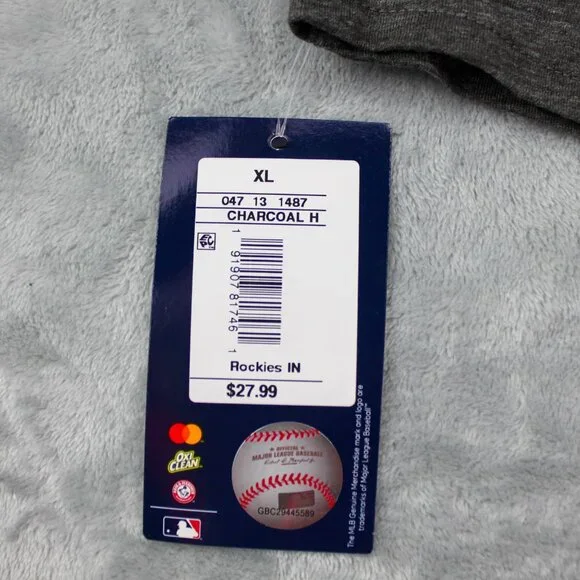 XL
047 13 1487
CHARCOAL H
1 91907 81746 1
Rockies IN
$27.99
OXI
CLEAN
OFFICIAL
MAJOR LEAGUE BASEBALL
GBC29445589
The MLB Genuine Merchandise mark and logo are
trademarks of Major League Baseball™